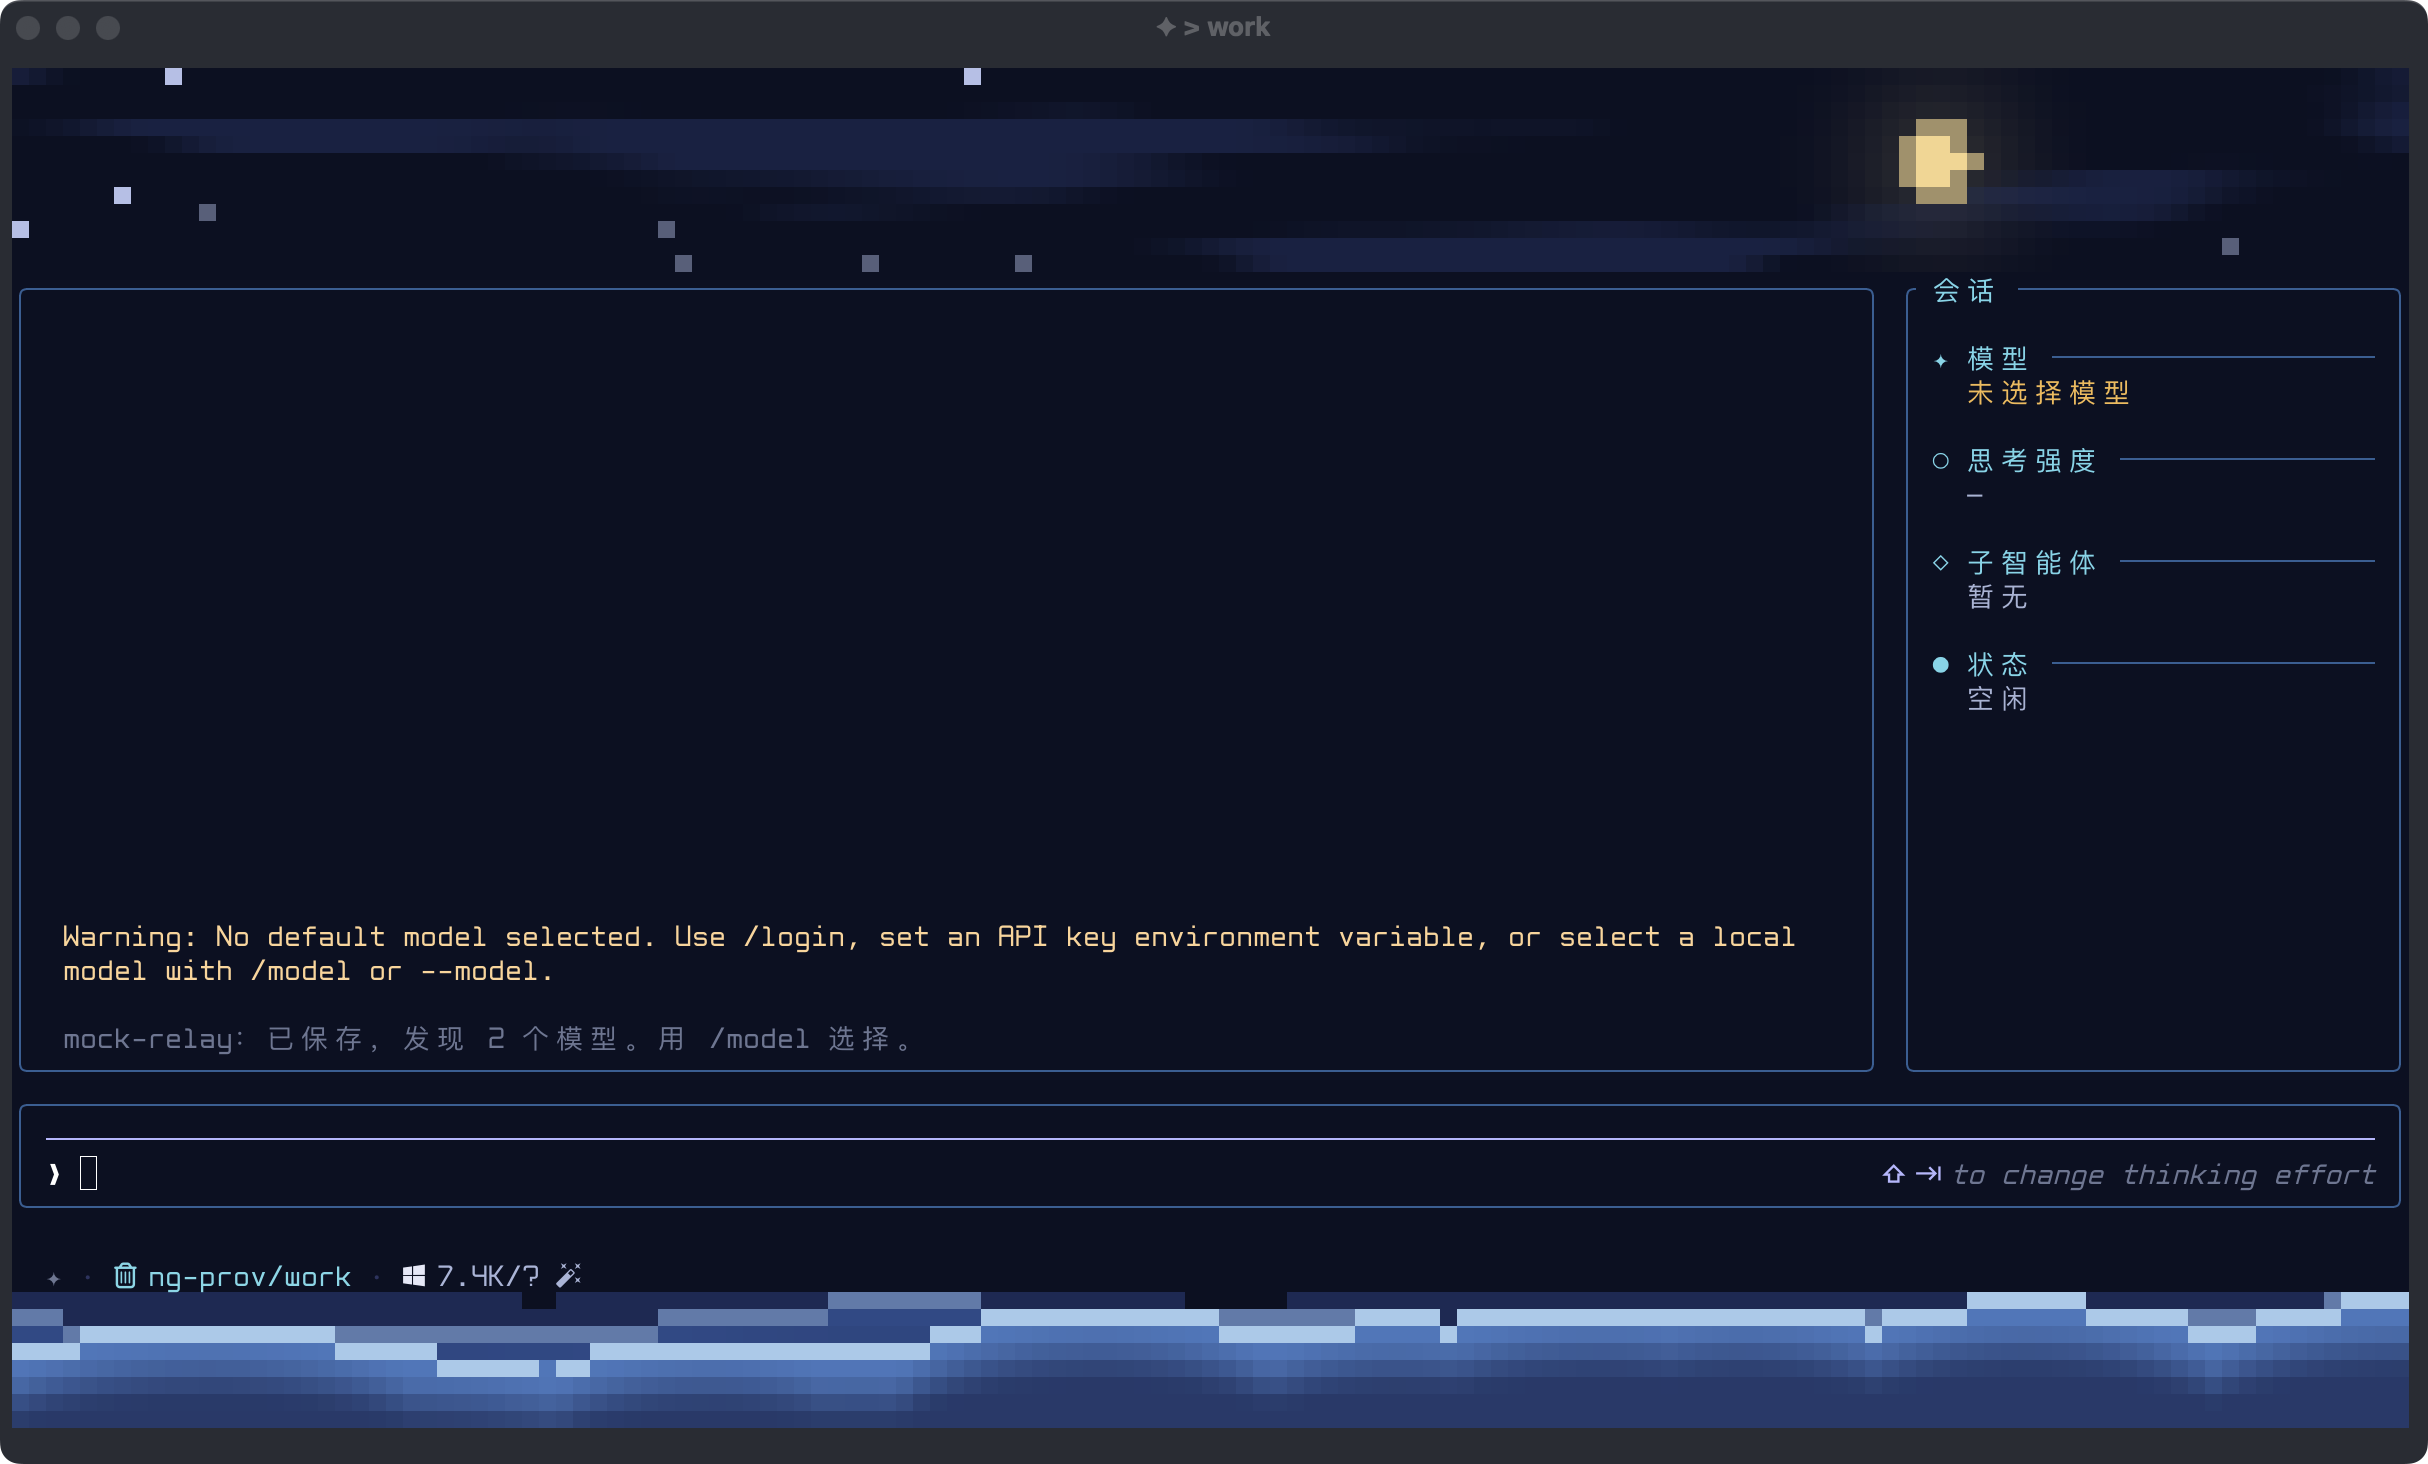 ✦ > work
会话
✦ 模型
未选择模型
○ 思考强度
—
◇ 子智能体
暂无
● 状态
空闲
Warning: No default model selected. Use /login, set an API key environment variable, or select a local
model with /model or --model.
mock-relay: 已保存，发现 2 个模型。用 /model 选择。
❯ to change thinking effort
✦ · ng-prov/work · 7.4K/?